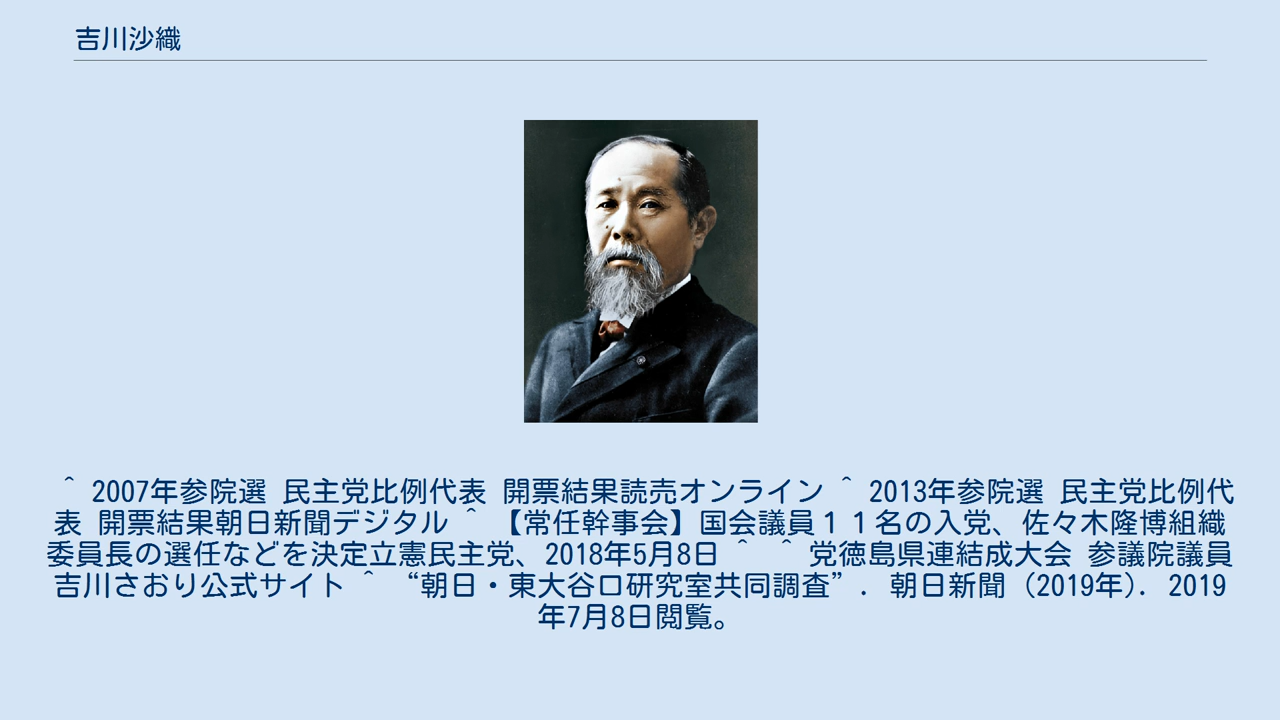 吉川沙織
^ 2007年参院選 民主党比例代表 開票結果読売オンライン ^ 2013年参院選 民主党比例代
表 開票結果朝日新聞デジタル ^ 【常任幹事会】国会議員１１名の入党、佐々木隆博組織
委員長の選任などを決定立憲民主党、2018年5月8日 ^ ^ 党徳島県連結成大会 参議院議員
吉川さおり公式サイト ^ “朝日・東大谷口研究室共同調査”. 朝日新聞 (2019年). 2019
年7月8日閲覧。